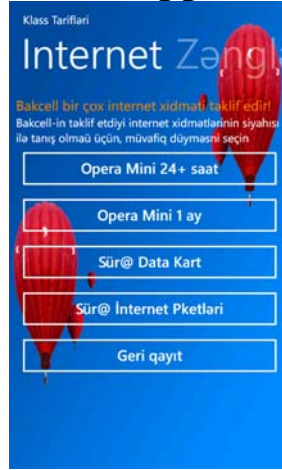 Klass Tarifləri
Internet Zəngl
Bakcell bir çox internet xidməti təklif edir!
Bakcell-in təklif etdiyi internet xidmətlərinin siyahısı
ilə tanış olmaü üçün, müvafiq düyməsni seçin
Opera Mini 24+ saat
Opera Mini 1 ay
Sür@ Data Kart
Sür@ İnternet Pketləri
Geri qayıt